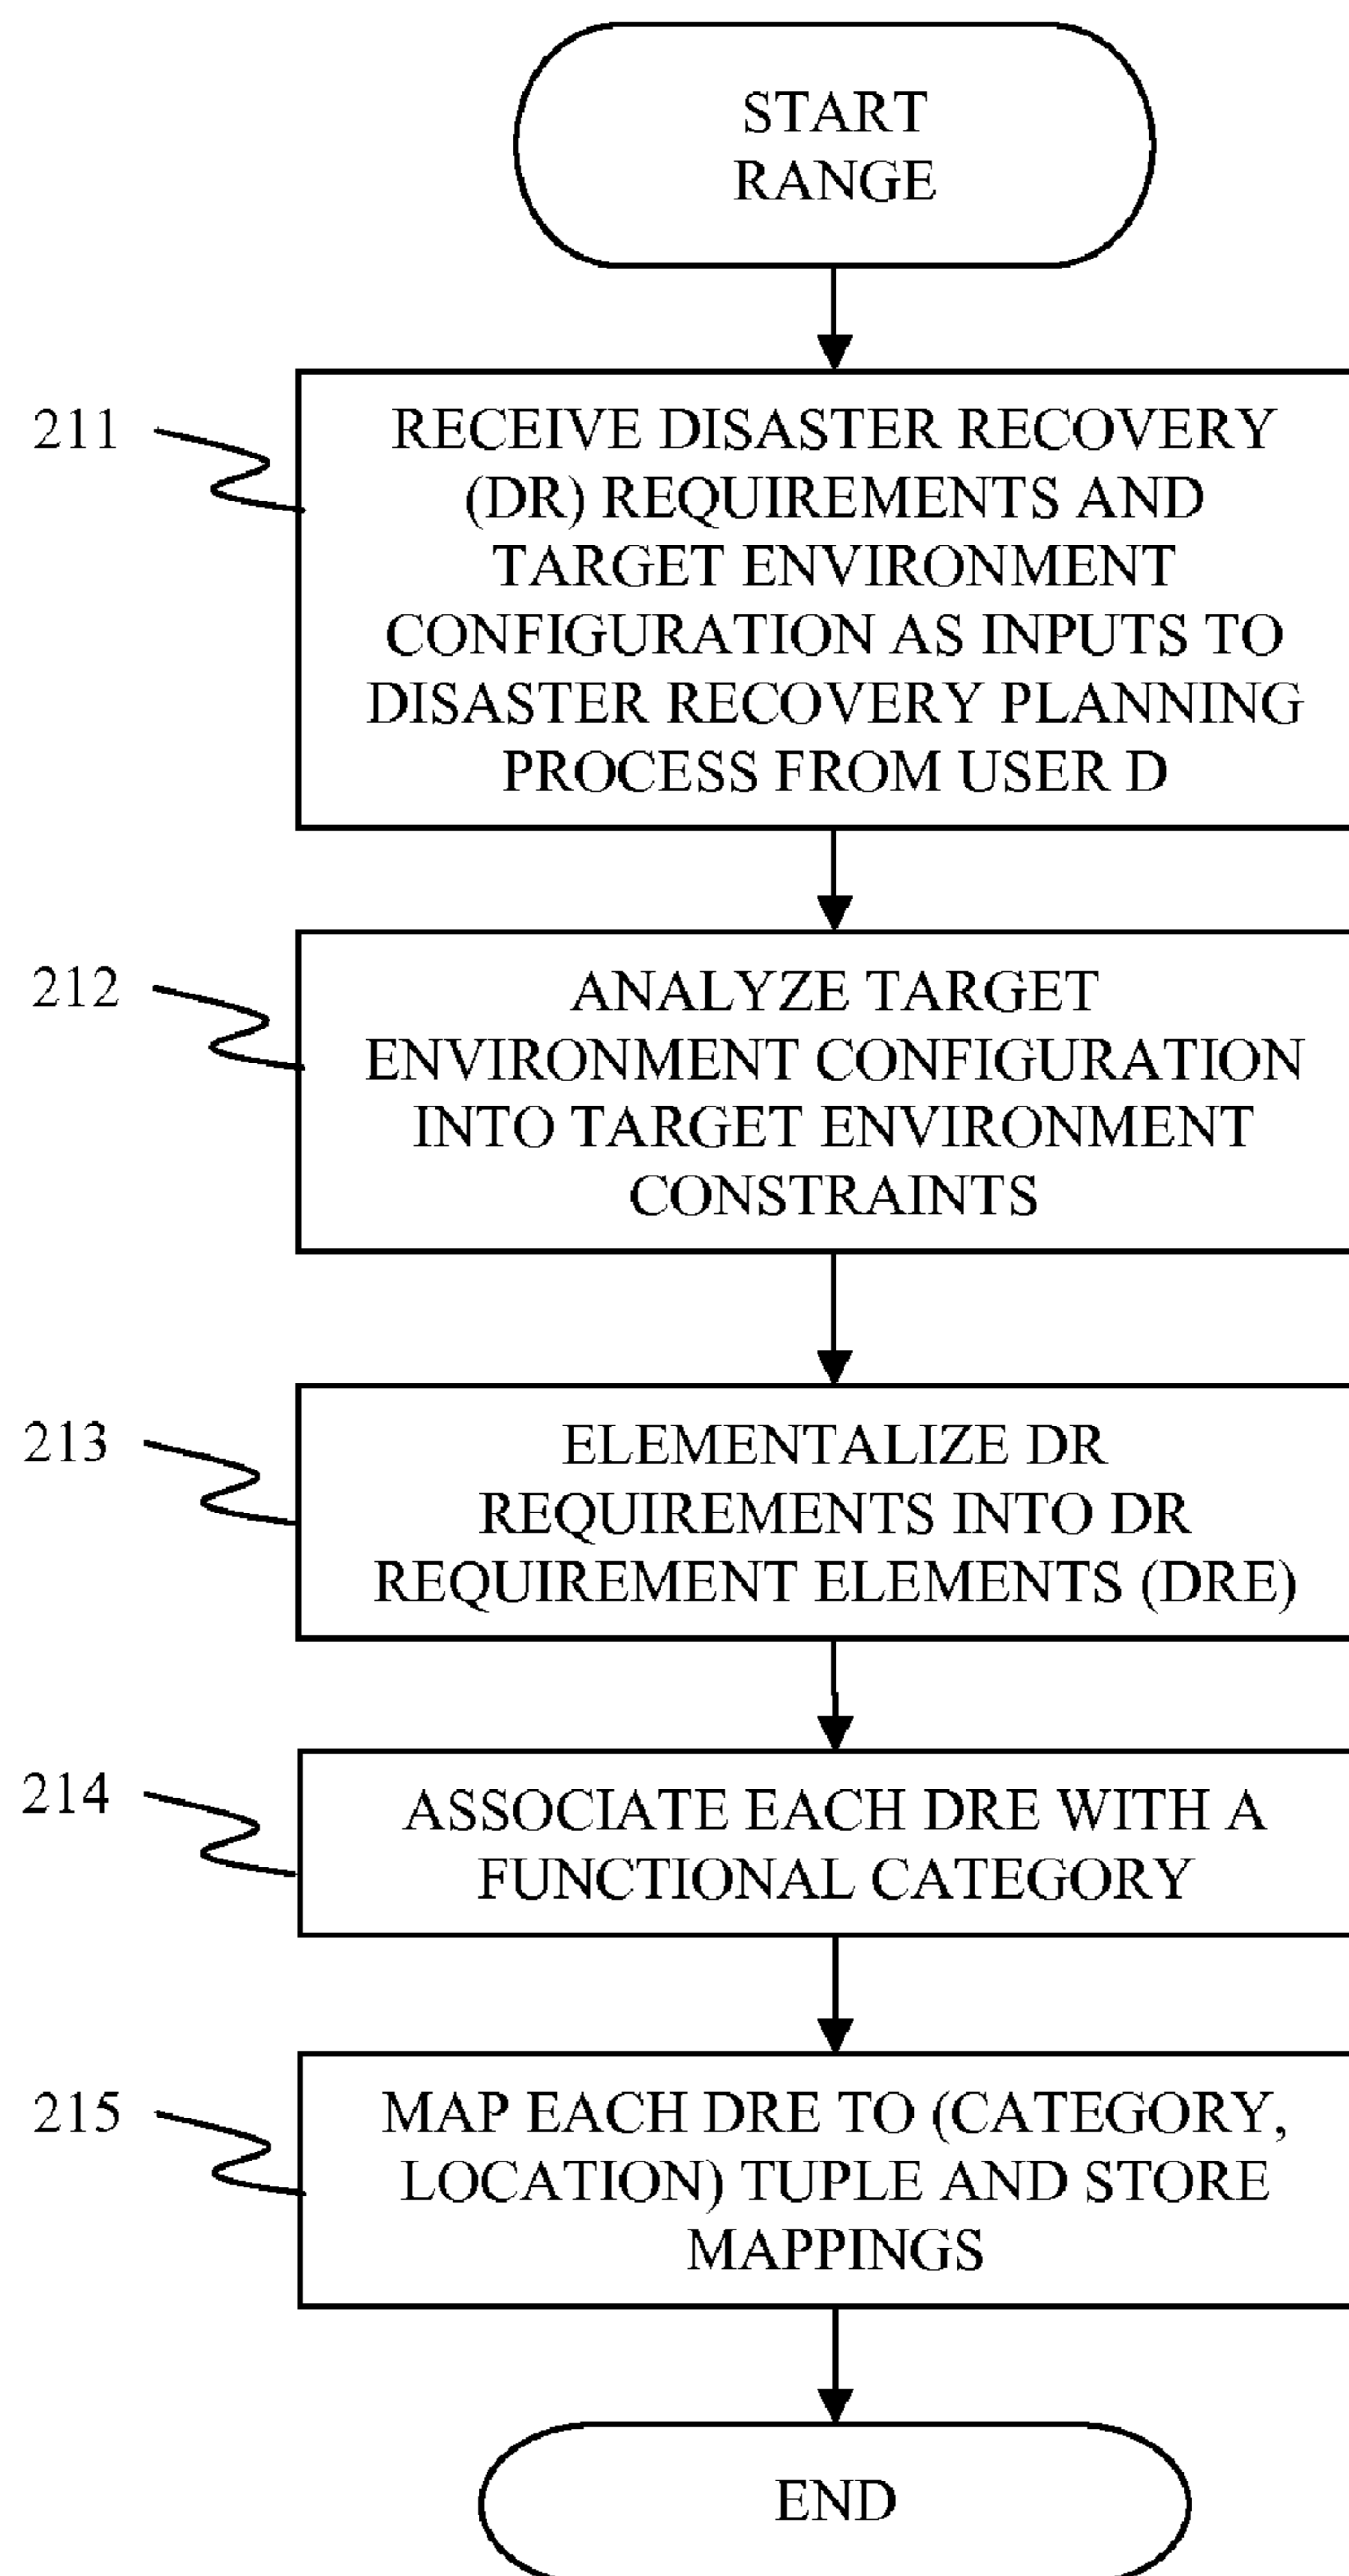 START
RANGE
211
RECEIVE DISASTER RECOVERY
(DR) REQUIREMENTS AND
TARGET ENVIRONMENT
CONFIGURATION AS INPUTS TO
DISASTER RECOVERY PLANNING
PROCESS FROM USER D
212
ANALYZE TARGET
ENVIRONMENT CONFIGURATION
INTO TARGET ENVIRONMENT
CONSTRAINTS
213
ELEMENTALIZE DR
REQUIREMENTS INTO DR
REQUIREMENT ELEMENTS (DRE)
214
ASSOCIATE EACH DRE WITH A
FUNCTIONAL CATEGORY
215
MAP EACH DRE TO (CATEGORY,
LOCATION) TUPLE AND STORE
MAPPINGS
END